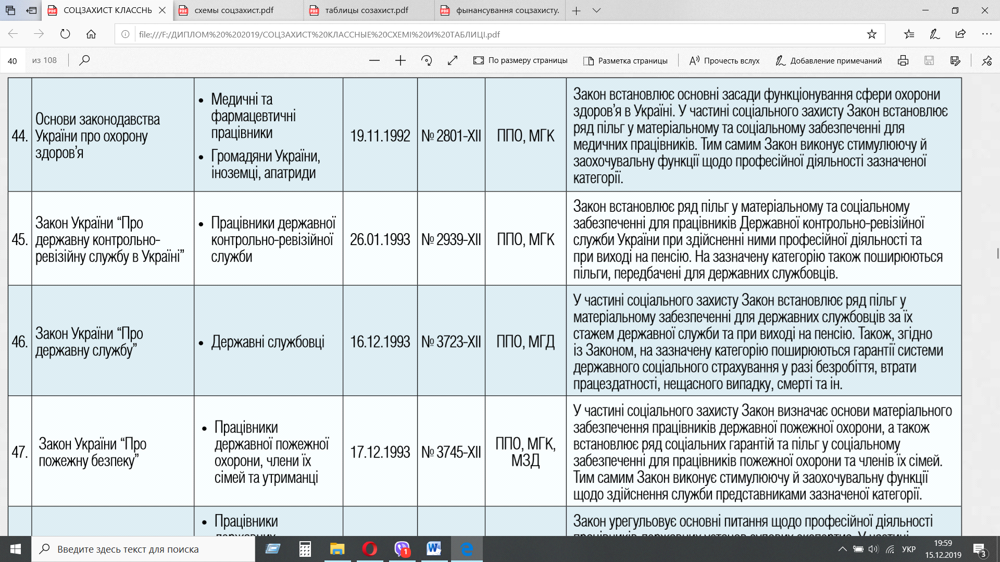 СОЦЗАХИСТ КЛАССНЬ
схемы соцзахист.pdf
таблицы созахист.pdf
фынансування соцзахисту.
file:///F:/ДИПЛОМ%20%202019/СОЦЗАХИСТ%20КЛАССНЫЕ%20СХЕМІ%20И%20ТАБЛИЦІ.pdf
40 из 108
По размеру страницы
Разметка страницы
Прочесть вслух
Добавление примечаний
44.
Основи законодавства
України про охорону
здоров’я
• Медичні та
фармацевтичні
працівники
• Громадяни України,
іноземці, апатриди
19.11.1992
№ 2801-XII
ППО, МГК
Закон встановлює основні засади функціонування сфери охорони
здоров’я в Україні. У частині соціального захисту Закон встановлює
ряд пільг у матеріальному та соціальному забезпеченні для
медичних працівників. Тим самим Закон виконує стимулюючу й
заохочувальну функції щодо професійної діяльності зазначеної
категорії.
45.
Закон України “Про
державну контрольно-
ревізійну службу в Україні”
• Працівники державної
контрольно-ревізійної
служби
26.01.1993
№ 2939-XII
ППО, МГК
Закон встановлює ряд пільг у матеріальному та соціальному
забезпеченні для працівників Державної контрольно-ревізійної
служби України при здійсненні ними професійної діяльності та
при виході на пенсію. На зазначену категорію також поширюються
пільги, передбачені для державних службовців.
46.
Закон України “Про
державну службу”
• Державні службовці
16.12.1993
№ 3723-XII
ППО, МГД
У частині соціального захисту Закон встановлює ряд пільг у
матеріальному забезпеченні для державних службовців за їх
стажем державної служби та при виході на пенсію. Також, згідно
із Законом, на зазначену категорію поширюються гарантії системи
державного соціального страхування у разі безробіття, втрати
працездатності, нещасного випадку, смерті та ін.
47.
Закон України “Про
пожежну безпеку”
• Працівники
державної пожежної
охорони, члени їх
сімей та утриманці
17.12.1993
№ 3745-XII
ППО, МГК,
МЗД
У частині соціального захисту Закон визначає основи матеріального
забезпечення працівників державної пожежної охорони, а також
встановлює ряд соціальних гарантій та пільг у соціальному
забезпеченні для працівників пожежної охорони та членів їх сімей.
Тим самим Закон виконує стимулюючу й заохочувальну функції
щодо здійснення служби представниками зазначеної категорії.
• Працівники
державних
Закон урегульовує основні питання щодо професійної діяльності
працівників державних установ судових експертиз. У частині
Введите здесь текст для поиска
1
УКР
19:59
15.12.2019
3